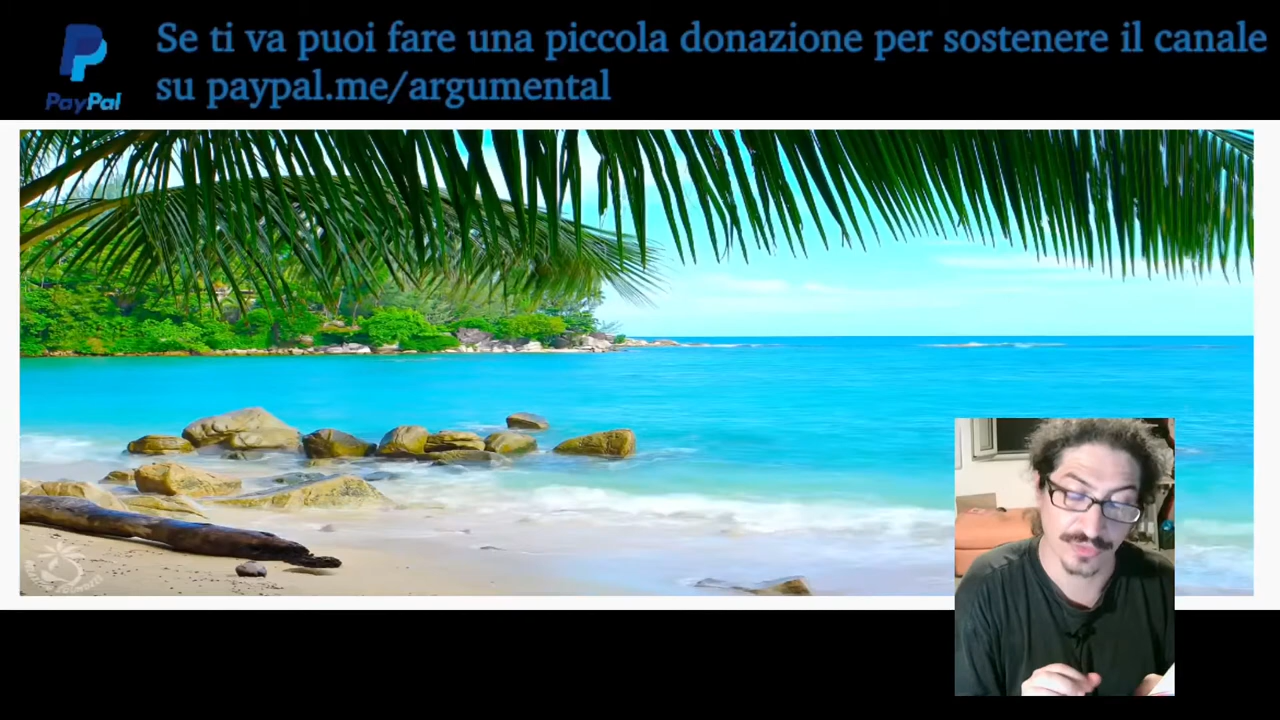 PayPal
Se ti va puoi fare una piccola donazione per sostenere il canale
su paypal.me/argumental